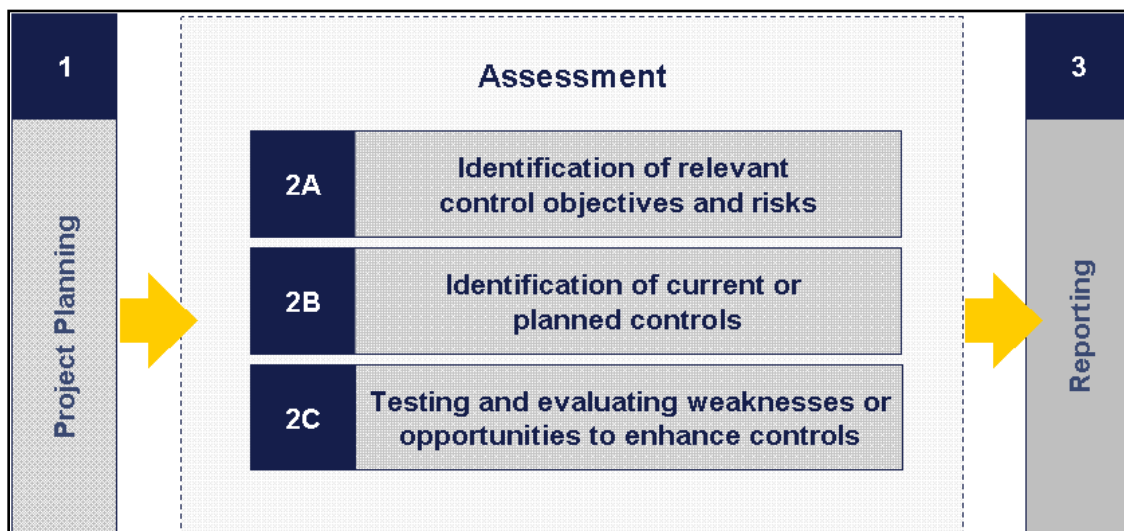 1
Project Planning
Assessment
2A
Identification of relevant
control objectives and risks
2B
Identification of current or
planned controls
2C
Testing and evaluating weaknesses or
opportunities to enhance controls
3
Reporting